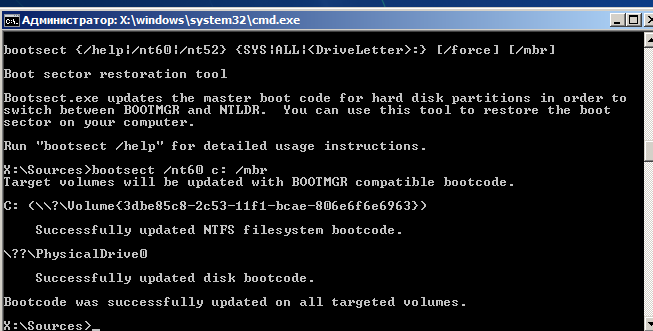 Администратор: X:\windows\system32\cmd.exe
bootsect {/help|/nt60|/nt52} {SYS|ALL|<DriveLetter>:} [/force] [/mbr]
Boot sector restoration tool
Bootsect.exe updates the master boot code for hard disk partitions in order to
switch between BOOTMGR and NTLDR.  You can use this tool to restore the boot
sector on your computer.
Run "bootsect /help" for detailed usage instructions.
X:\Sources>bootsect /nt60 c: /mbr
Target volumes will be updated with BOOTMGR compatible bootcode.
C: (\\?\Volume{3dbe85c8-2c53-11f1-bcae-806e6f6e6963})
Successfully updated NTFS filesystem bootcode.
\??\PhysicalDrive0
Successfully updated disk bootcode.
Bootcode was successfully updated on all targeted volumes.
X:\Sources>_